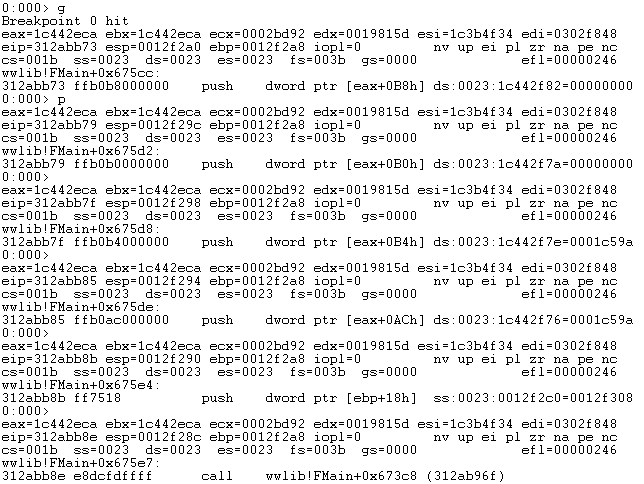 0:000> g
Breakpoint 0 hit
eax=1c442eca ebx=1c442eca ecx=0002bd92 edx=0019815d esi=1c3b4f34 edi=0302f848
eip=312abb73 esp=0012f2a0 ebp=0012f2a8 iopl=0         nv up ei pl zr na pe nc
cs=001b  ss=0023  ds=0023  es=0023  fs=003b  gs=0000             efl=00000246
wwlib!FMain+0x675cc:
312abb73 ffb0b8000000    push    dword ptr [eax+0B8h] ds:0023:1c442f82=00000000
0:000> p
eax=1c442eca ebx=1c442eca ecx=0002bd92 edx=0019815d esi=1c3b4f34 edi=0302f848
eip=312abb79 esp=0012f29c ebp=0012f2a8 iopl=0         nv up ei pl zr na pe nc
cs=001b  ss=0023  ds=0023  es=0023  fs=003b  gs=0000             efl=00000246
wwlib!FMain+0x675d2:
312abb79 ffb0b0000000    push    dword ptr [eax+0B0h] ds:0023:1c442f7a=00000000
0:000>
eax=1c442eca ebx=1c442eca ecx=0002bd92 edx=0019815d esi=1c3b4f34 edi=0302f848
eip=312abb7f esp=0012f298 ebp=0012f2a8 iopl=0         nv up ei pl zr na pe nc
cs=001b  ss=0023  ds=0023  es=0023  fs=003b  gs=0000             efl=00000246
wwlib!FMain+0x675d8:
312abb7f ffb0b4000000    push    dword ptr [eax+0B4h] ds:0023:1c442f7e=0001c59a
0:000>
eax=1c442eca ebx=1c442eca ecx=0002bd92 edx=0019815d esi=1c3b4f34 edi=0302f848
eip=312abb85 esp=0012f294 ebp=0012f2a8 iopl=0         nv up ei pl zr na pe nc
cs=001b  ss=0023  ds=0023  es=0023  fs=003b  gs=0000             efl=00000246
wwlib!FMain+0x675de:
312abb85 ffb0ac000000    push    dword ptr [eax+0ACh] ds:0023:1c442f76=0001c59a
0:000>
eax=1c442eca ebx=1c442eca ecx=0002bd92 edx=0019815d esi=1c3b4f34 edi=0302f848
eip=312abb8b esp=0012f290 ebp=0012f2a8 iopl=0         nv up ei pl zr na pe nc
cs=001b  ss=0023  ds=0023  es=0023  fs=003b  gs=0000             efl=00000246
wwlib!FMain+0x675e4:
312abb8b ff7518          push    dword ptr [ebp+18h]  ss:0023:0012f2c0=0012f308
0:000>
eax=1c442eca ebx=1c442eca ecx=0002bd92 edx=0019815d esi=1c3b4f34 edi=0302f848
eip=312abb8e esp=0012f28c ebp=0012f2a8 iopl=0         nv up ei pl zr na pe nc
cs=001b  ss=0023  ds=0023  es=0023  fs=003b  gs=0000             efl=00000246
wwlib!FMain+0x675e7:
312abb8e e8dcfdffff      call    wwlib!FMain+0x673c8 (312ab96f)